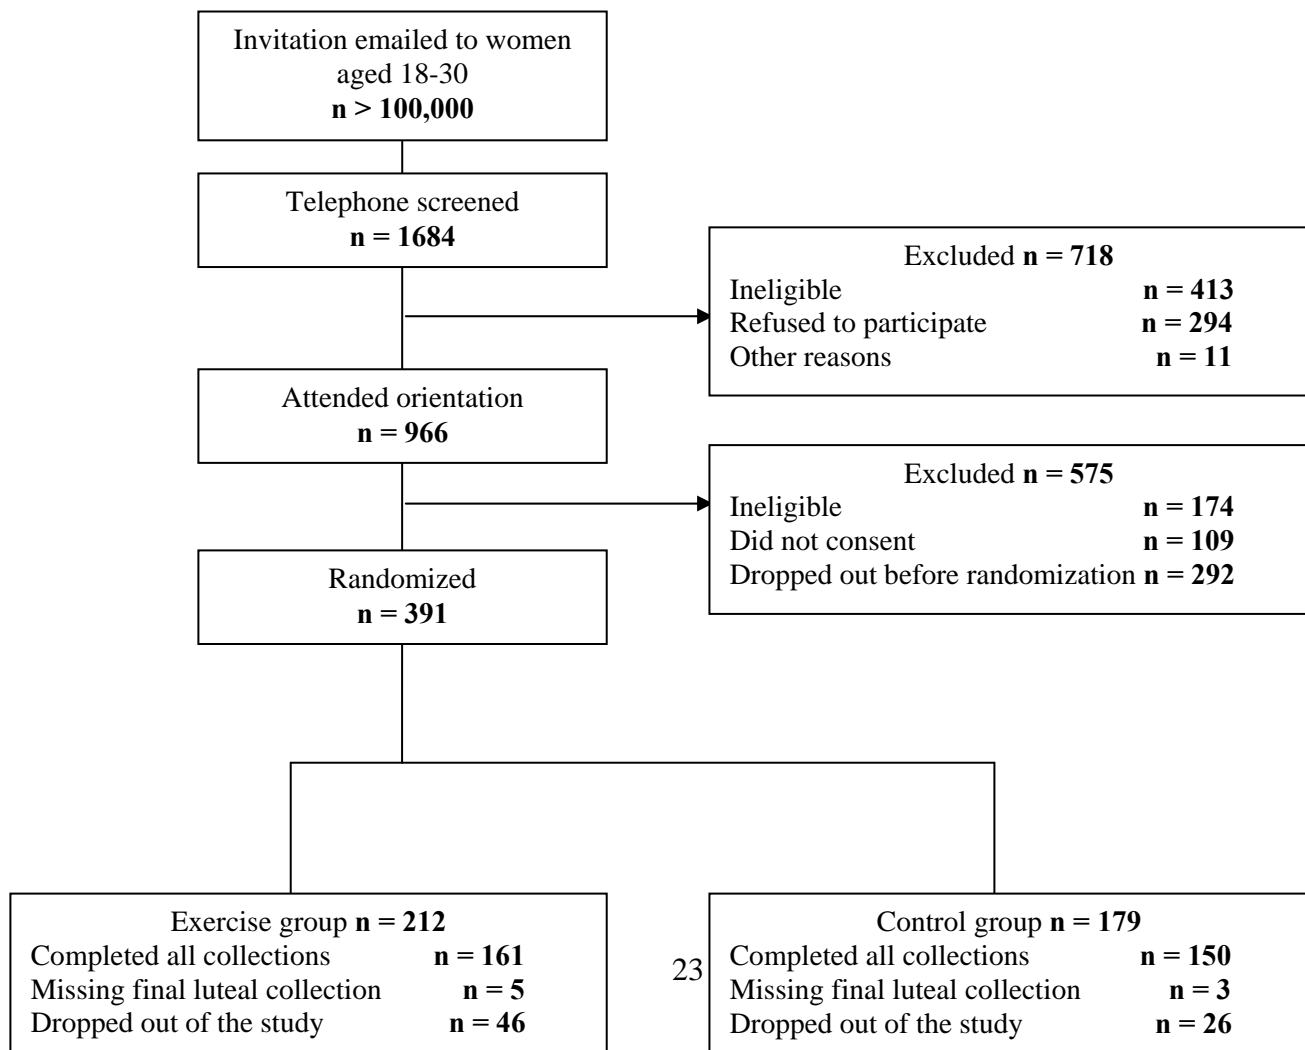 Invitation emailed to women
aged 18-30
n > 100,000
Telephone screened
n = 1684
Excluded n = 718
Ineligible n = 413
Refused to participate n = 294
Other reasons n = 11
Attended orientation
n = 966
Excluded n = 575
Ineligible n = 174
Did not consent n = 109
Dropped out before randomization n = 292
Randomized
n = 391
Exercise group n = 212
Completed all collections n = 161
Missing final luteal collection n = 5
Dropped out of the study n = 46
23
Control group n = 179
Completed all collections n = 150
Missing final luteal collection n = 3
Dropped out of the study n = 26